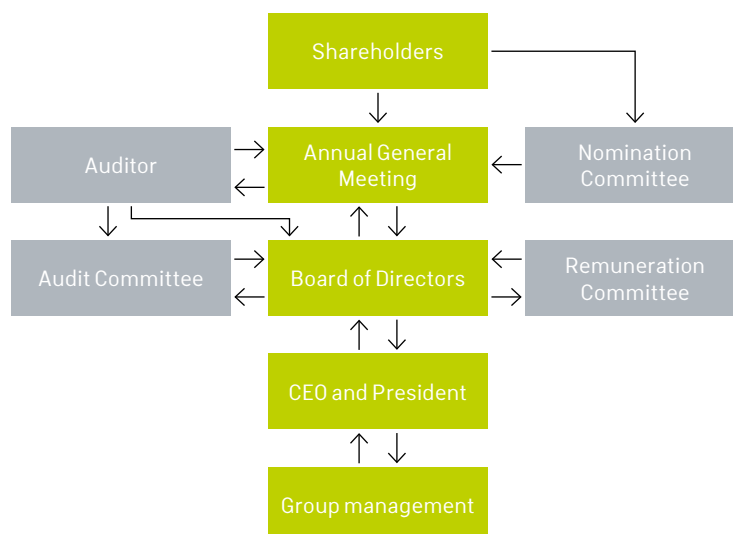 Shareholders
Auditor
Annual General
Meeting
Nomination
Committee
Audit Committee
Board of Directors
Remuneration
Committee
CEO and President
Group management